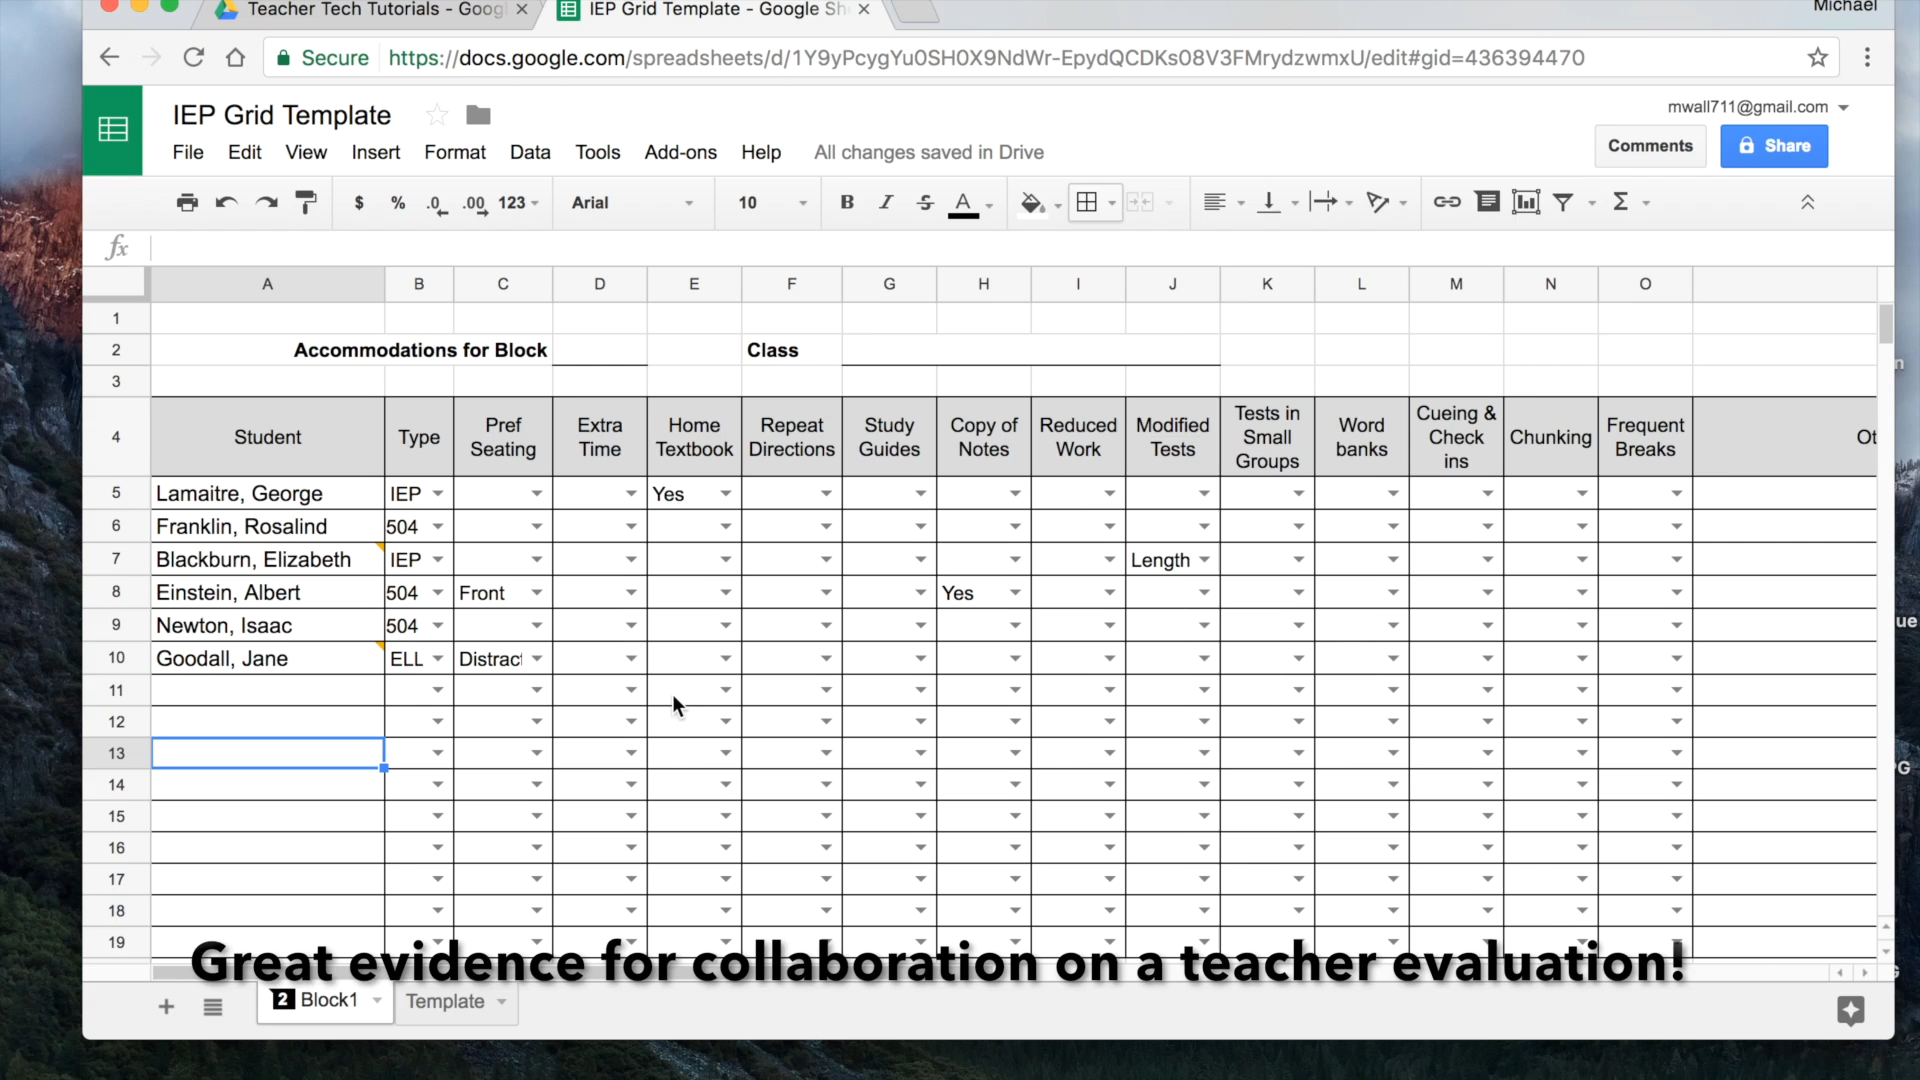 Teacher Tech Tutorials - Googl × IEP Grid Template - Google Sh × Michael
Secure https://docs.google.com/spreadsheets/d/1Y9yPcygYu0SH0X9NdWr-EpydQCDKs08V3FMrydzwmxU/edit#gid=436394470
IEP Grid Template mwall711@gmail.com
File Edit View Insert Format Data Tools Add-ons Help All changes saved in Drive Comments Share
$ % .0 .00 123 Arial 10 B I S A Σ
fx
A B C D E F G H I J K L M N O
1
2 Accommodations for Block Class
3
4 Student Type Pref Seating Extra Time Home Textbook Repeat Directions Study Guides Copy of Notes Reduced Work Modified Tests Tests in Small Groups Word banks Cueing & Check ins Chunking Frequent Breaks Ot
5 Lamaitre, George IEP Yes
6 Franklin, Rosalind 504
7 Blackburn, Elizabeth IEP Length
8 Einstein, Albert 504 Front Yes
9 Newton, Isaac 504
10 Goodall, Jane ELL Distract
11
12
13
14
15
16
17
18
19
Great evidence for collaboration on a teacher evaluation!
+ 2 Block1 Template